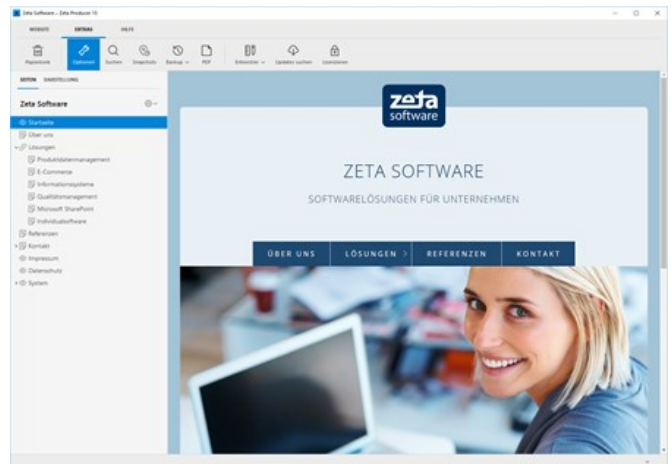 Zeta Software - Zeta Producer 15
WEBSITE EXTRAS HILFE
Papierkorb Optionen Suchen Snapshots Backup PDF Entwickler Updates suchen Lizenzieren
SEITEN DARSTELLUNG
Zeta Software
Startseite
Über uns
Lösungen
Produktdatenmanagement
E-Commerce
Informationssysteme
Qualitätsmanagement
Microsoft SharePoint
Individualsoftware
Referenzen
Kontakt
Impressum
Datenschutz
System
zeta
software
ZETA SOFTWARE
SOFTWARELÖSUNGEN FÜR UNTERNEHMEN
ÜBER UNS LÖSUNGEN REFERENZEN KONTAKT